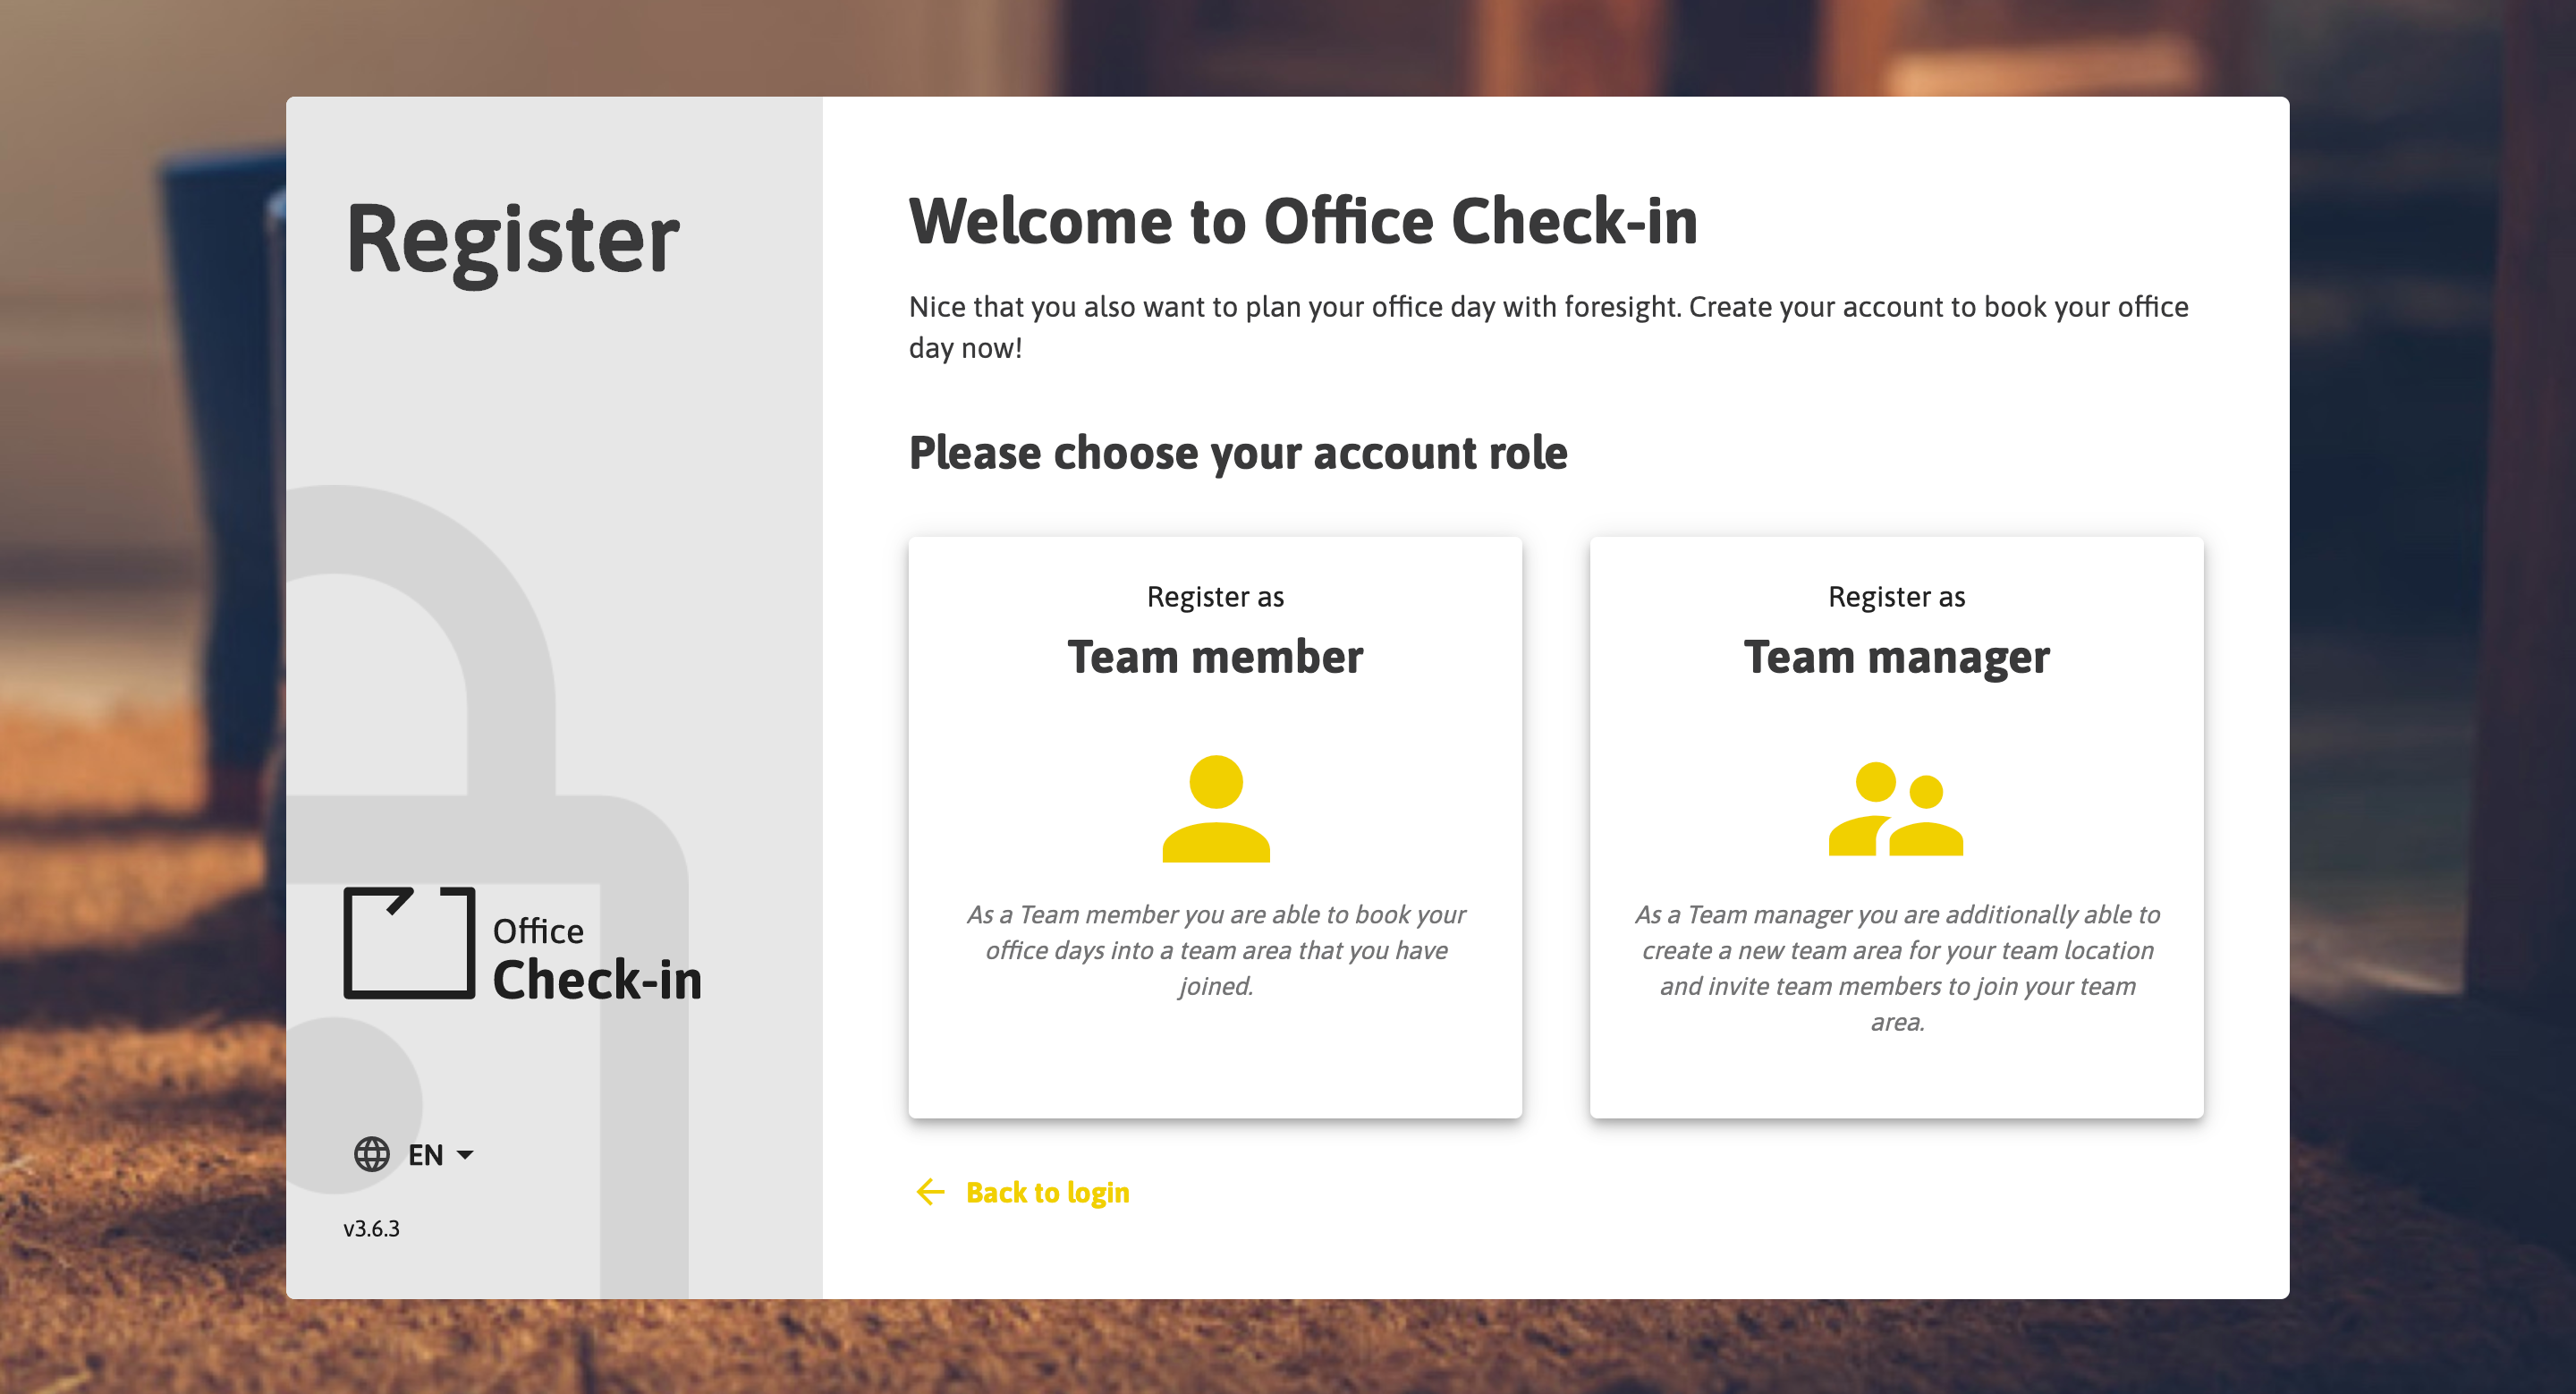 Register
Office
Check-in
EN
v3.6.3
Welcome to Office Check-in
Nice that you also want to plan your office day with foresight. Create your account to book your office
day now!
Please choose your account role
Register as
Team member
As a Team member you are able to book your
office days into a team area that you have
joined.
Register as
Team manager
As a Team manager you are additionally able to
create a new team area for your team location
and invite team members to join your team
area.
Back to login